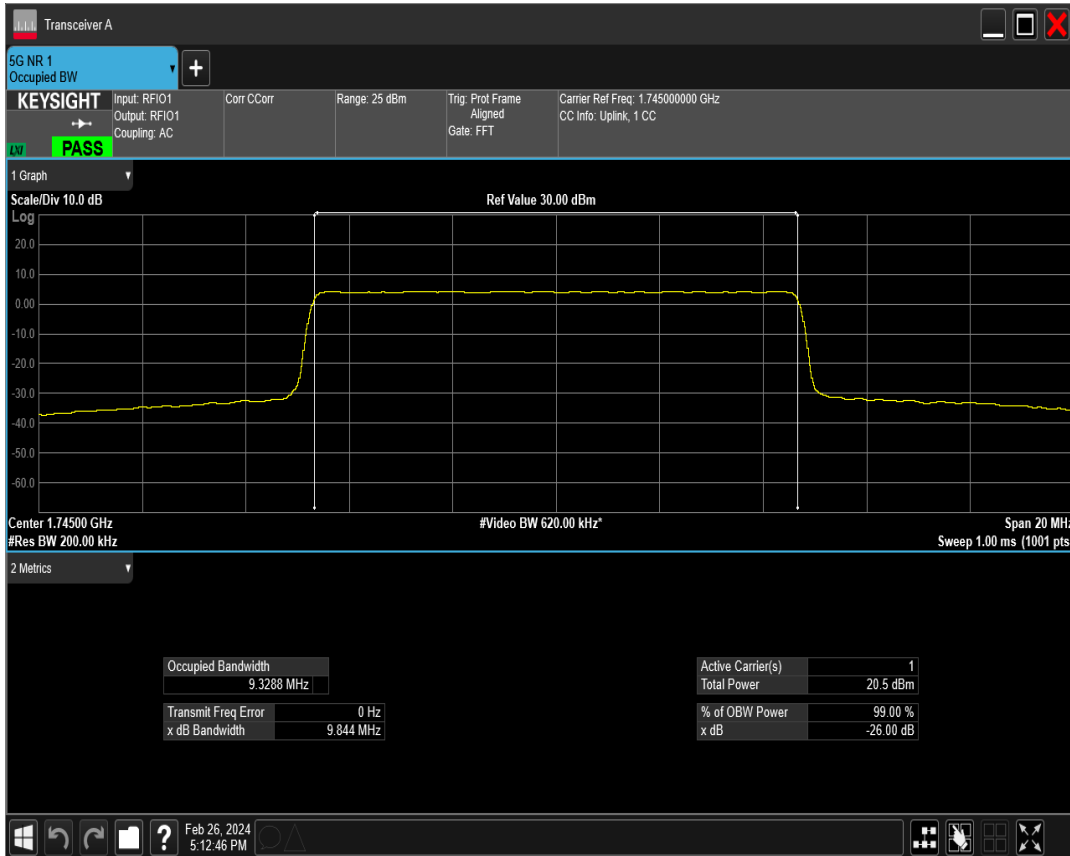 Transceiver A
5G NR 1
Occupied BW
+
KEYSIGHT
LXI
PASS
Input: RFIO1
Output: RFIO1
Coupling: AC
Corr CCorr
Range: 25 dBm
Trig: Prot Frame
Aligned
Gate: FFT
Carrier Ref Freq: 1.745000000 GHz
CC Info: Uplink, 1 CC
1 Graph
Scale/Div 10.0 dB
Ref Value 30.00 dBm
Log
20.0
10.0
0.00
-10.0
-20.0
-30.0
-40.0
-50.0
-60.0
Center 1.74500 GHz
#Video BW 620.00 kHz*
Span 20 MHz
#Res BW 200.00 kHz
Sweep 1.00 ms (1001 pts
2 Metrics
Occupied Bandwidth
9.3288 MHz
Transmit Freq Error 0 Hz
x dB Bandwidth 9.844 MHz
Active Carrier(s) 1
Total Power 20.5 dBm
% of OBW Power 99.00 %
x dB -26.00 dB
?
Feb 26, 2024
5:12:46 PM